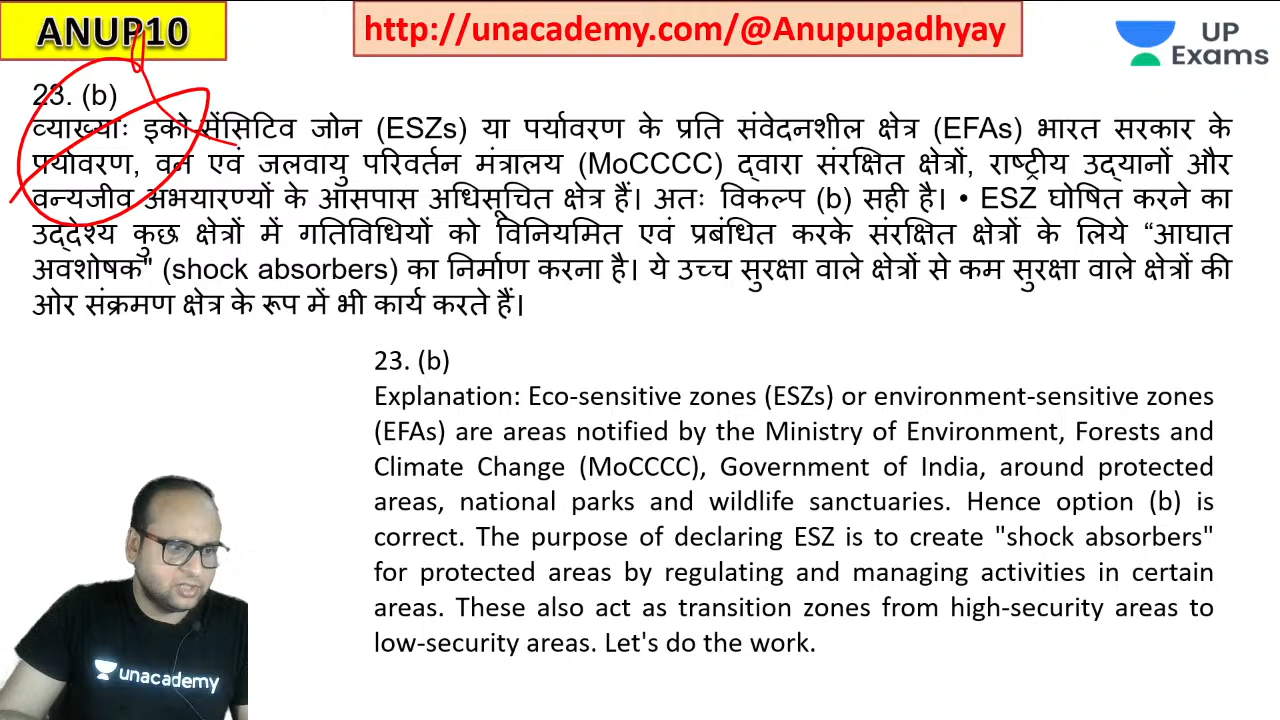 ANUP10
http://unacademy.com/@Anupupadhyay
UP
Exams
23. (b)
व्याख्याः इको सेंसिटिव जोन (ESZs) या पर्यावरण के प्रति संवेदनशील क्षेत्र (EFAs) भारत सरकार के
पर्यावरण, वन एवं जलवायु परिवर्तन मंत्रालय (MoCCCC) द्वारा संरक्षित क्षेत्रों, राष्ट्रीय उद्यानों और
वन्यजीव अभयारण्यों के आसपास अधिसूचित क्षेत्र हैं। अतः विकल्प (b) सही है। • ESZ घोषित करने का
उद्देश्य कुछ क्षेत्रों में गतिविधियों को विनियमित एवं प्रबंधित करके संरक्षित क्षेत्रों के लिये “आघात
अवशोषक" (shock absorbers) का निर्माण करना है। ये उच्च सुरक्षा वाले क्षेत्रों से कम सुरक्षा वाले क्षेत्रों की
ओर संक्रमण क्षेत्र के रूप में भी कार्य करते हैं।
23. (b)
Explanation: Eco-sensitive zones (ESZs) or environment-sensitive zones
(EFAs) are areas notified by the Ministry of Environment, Forests and
Climate Change (MoCCCC), Government of India, around protected
areas, national parks and wildlife sanctuaries. Hence option (b) is
correct. The purpose of declaring ESZ is to create "shock absorbers"
for protected areas by regulating and managing activities in certain
areas. These also act as transition zones from high-security areas to
low-security areas. Let's do the work.
unacademy